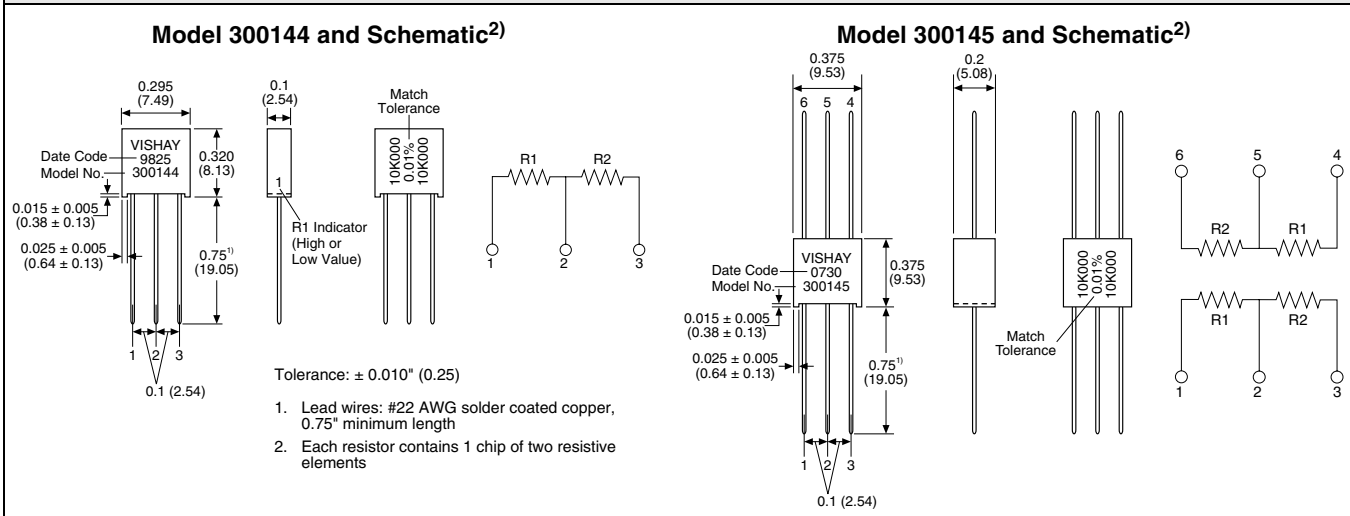 Model 300144 and Schematic2)
0.295
(7.49)
0.1
(2.54)
Match
Tolerance
VISHAY
9825
300144
Date Code
Model No.
0.320
(8.13)
1
10K000
0.01%
10K000
R1
R2
0.015 ± 0.005
(0.38 ± 0.13)
0.025 ± 0.005
(0.64 ± 0.13)
0.751)
(19.05)
R1 Indicator
(High or
Low Value)
1
2
3
1
2
3
0.1 (2.54)
Tolerance: ± 0.010" (0.25)
1. Lead wires: #22 AWG solder coated copper,
0.75" minimum length
2. Each resistor contains 1 chip of two resistive
elements
Model 300145 and Schematic2)
0.375
(9.53)
0.2
(5.08)
6
5
4
6
5
4
R2
R1
VISHAY
0730
300145
Date Code
Model No.
0.375
(9.53)
10K000
0.01%
10K000
R1
R2
0.015 ± 0.005
(0.38 ± 0.13)
0.025 ± 0.005
(0.64 ± 0.13)
0.751)
(19.05)
Match
Tolerance
1
2
3
1
2
3
0.1 (2.54)